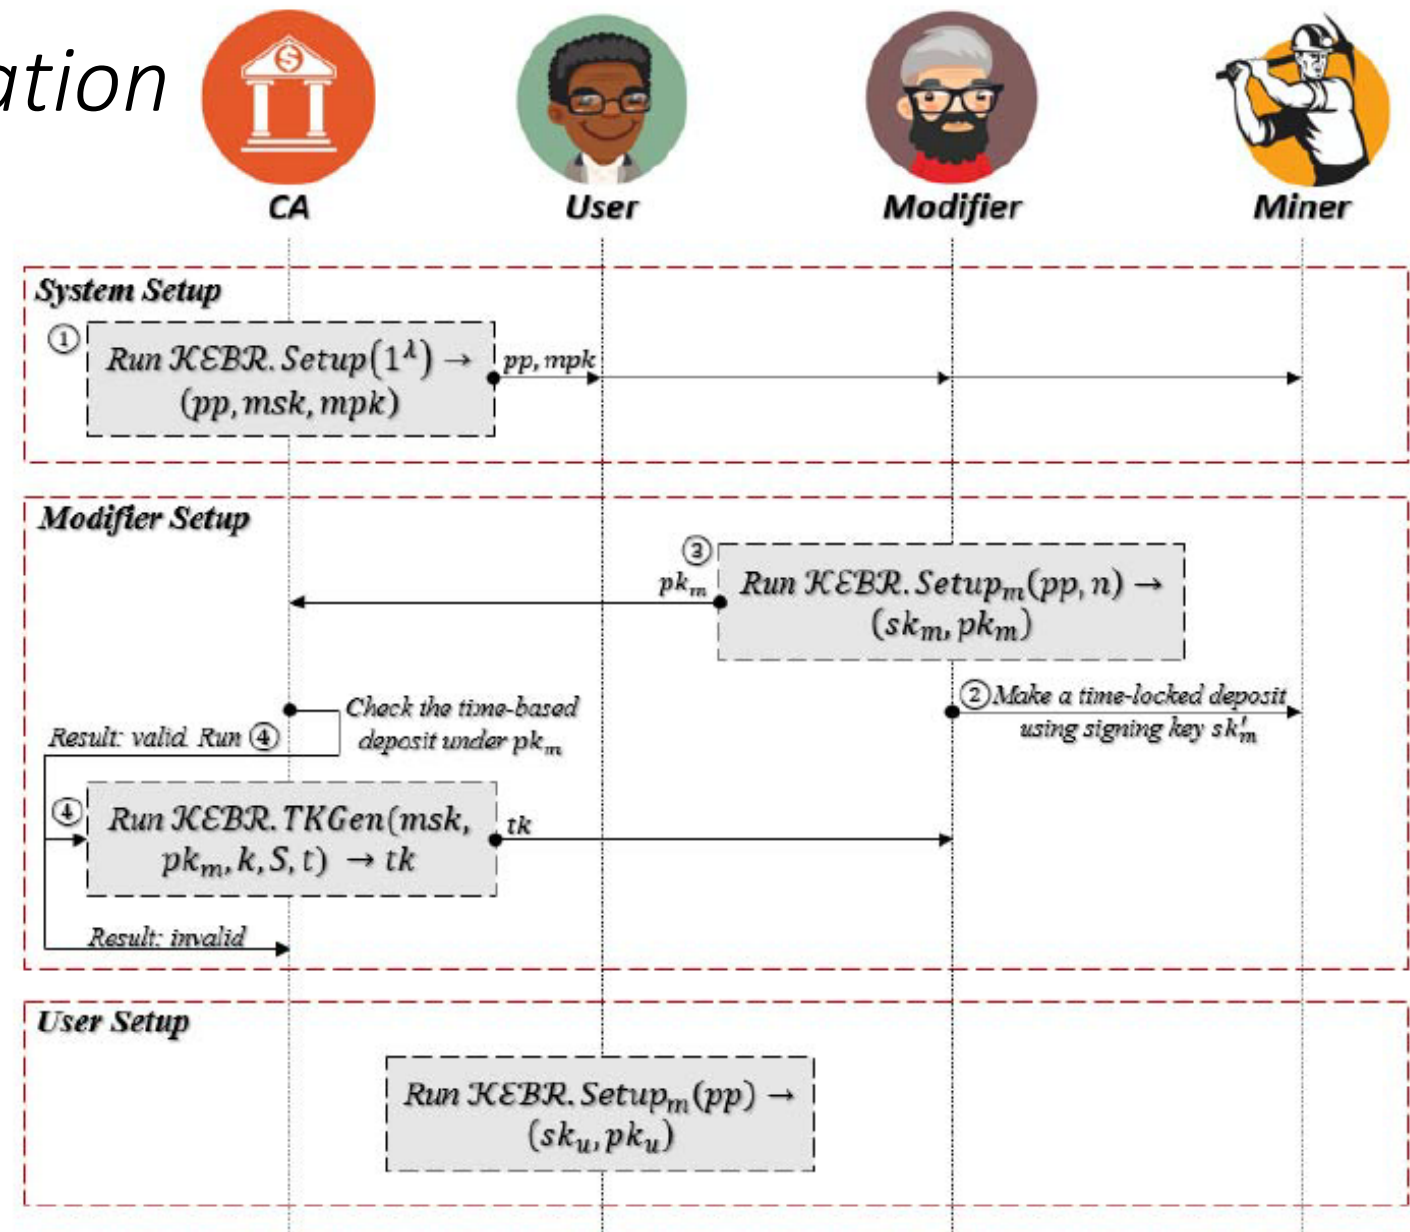 ation
CA
User
Modifier
Miner
System Setup
①
Run 𝒦ℰℬℛ.Setup(1^λ) →
(pp, msk, mpk)
pp, mpk
Modifier Setup
③
pk_m
Run 𝒦ℰℬℛ.Setup_m(pp, n) →
(sk_m, pk_m)
② Make a time-locked deposit
using signing key sk'_m
Check the time-based
deposit under pk_m
Result: valid. Run ④
④
Run 𝒦ℰℬℛ.TKGen(msk,
pk_m, k, S, t) → tk
tk
Result: invalid
User Setup
Run 𝒦ℰℬℛ.Setup_m(pp) →
(sk_u, pk_u)